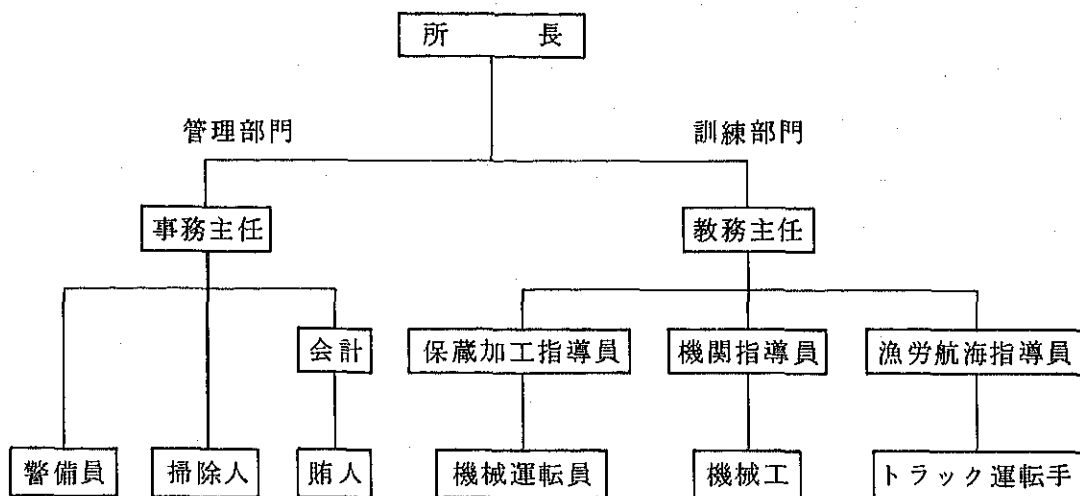 所長
管理部門 訓練部門
事務主任 教務主任
会計 保蔵加工指導員 機関指導員 漁労航海指導員
警備員 掃除人 賄人 機械運転員 機械工 トラック運転手